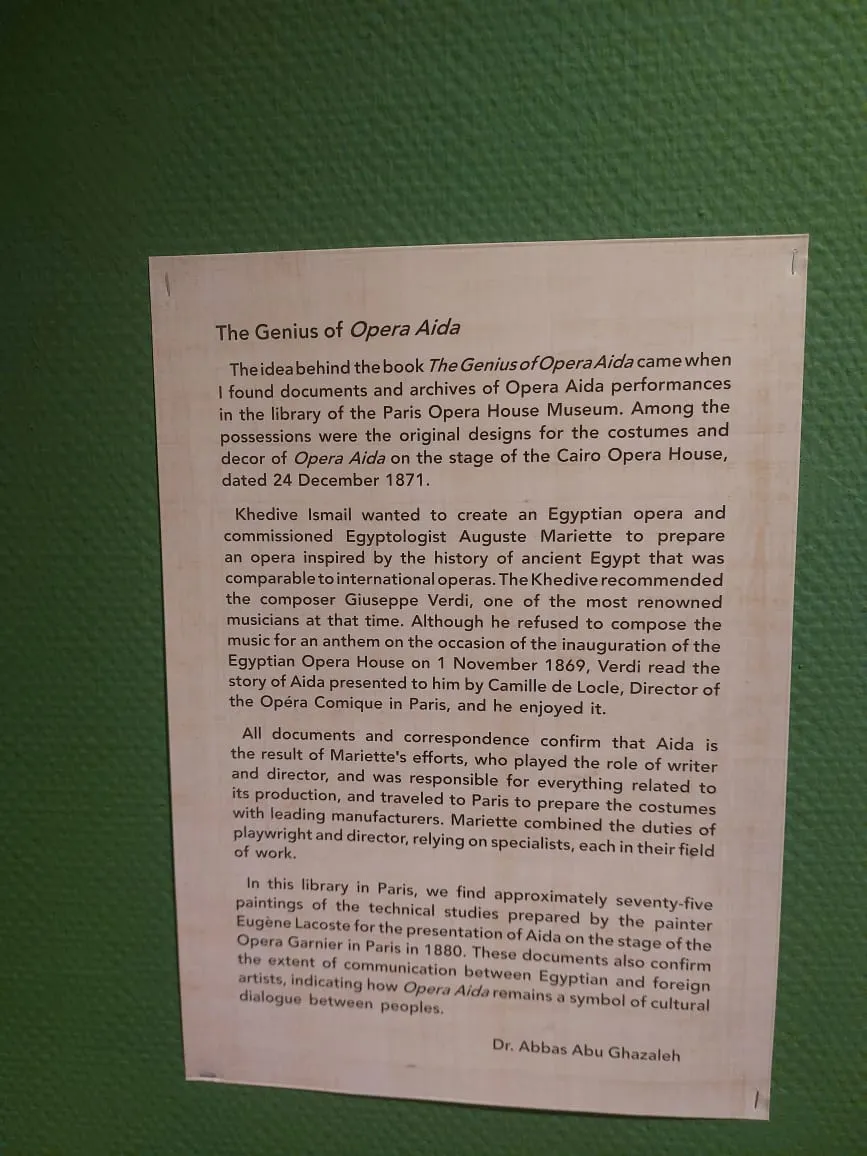 The Genius of Opera Aida
The idea behind the book The Genius of Opera Aida came when
I found documents and archives of Opera Aida performances
in the library of the Paris Opera House Museum. Among the
possessions were the original designs for the costumes and
decor of Opera Aida on the stage of the Cairo Opera House,
dated 24 December 1871.
Khedive Ismail wanted to create an Egyptian opera and
commissioned Egyptologist Auguste Mariette to prepare
an opera inspired by the history of ancient Egypt that was
comparable to international operas. The Khedive recommended
the composer Giuseppe Verdi, one of the most renowned
musicians at that time. Although he refused to compose the
music for an anthem on the occasion of the inauguration of the
Egyptian Opera House on 1 November 1869, Verdi read the
story of Aida presented to him by Camille de Locle, Director of
the Opéra Comique in Paris, and he enjoyed it.
All documents and correspondence confirm that Aida is
the result of Mariette's efforts, who played the role of writer
and director, and was responsible for everything related to
its production, and traveled to Paris to prepare the costumes
with leading manufacturers. Mariette combined the duties of
playwright and director, relying on specialists, each in their field
of work.
In this library in Paris, we find approximately seventy-five
paintings of the technical studies prepared by the painter
Eugène Lacoste for the presentation of Aida on the stage of the
Opera Garnier in Paris in 1880. These documents also confirm
the extent of communication between Egyptian and foreign
artists, indicating how Opera Aida remains a symbol of cultural
dialogue between peoples.
Dr. Abbas Abu Ghazaleh